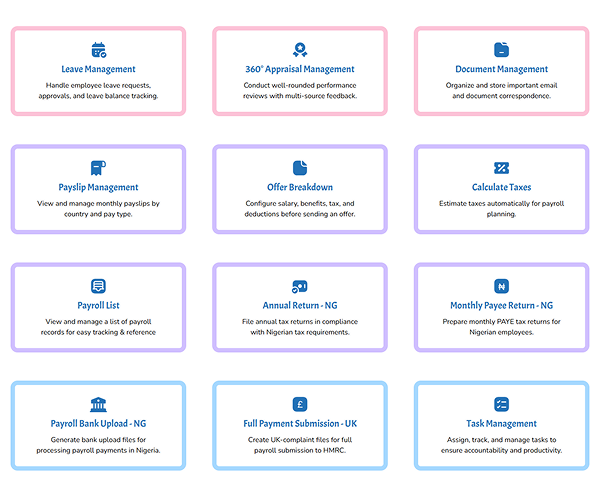 Leave Management
Handle employee leave requests,
approvals, and leave balance tracking.
360° Appraisal Management
Conduct well-rounded performance
reviews with multi-source feedback.
Document Management
Organize and store important email
and document correspondence.
Payslip Management
View and manage monthly payslips by
country and pay type.
Offer Breakdown
Configure salary, benefits, tax, and
deductions before sending an offer.
Calculate Taxes
Estimate taxes automatically for payroll
planning.
Payroll List
View and manage a list of payroll
records for easy tracking & reference
Annual Return - NG
File annual tax returns in compliance
with Nigerian tax requirements.
₦
Monthly Payee Return - NG
Prepare monthly PAYE tax returns for
Nigerian employees.
Payroll Bank Upload - NG
Generate bank upload files for
processing payroll payments in Nigeria.
£
Full Payment Submission - UK
Create UK-complaint files for full
payroll submission to HMRC.
Task Management
Assign, track, and manage tasks to
ensure accountability and productivity.